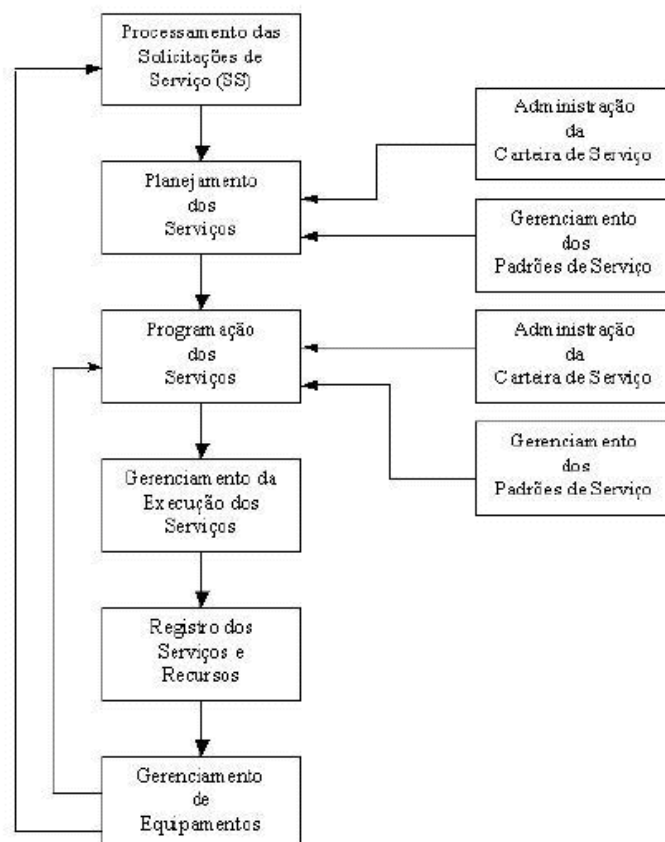 Processamento das
Solicitações de
Serviço (SS)
Planejamento
dos
Serviços
Programação
dos
Serviços
Gerenciamento da
Execução dos
Serviços
Registro dos
Serviços e
Recursos
Gerenciamento
de
Equipamentos
Administração
da
Carteira de Serviço
Gerenciamento
dos
Padrões de Serviço
Administração
da
Carteira de Serviço
Gerenciamento
dos
Padrões de Serviço